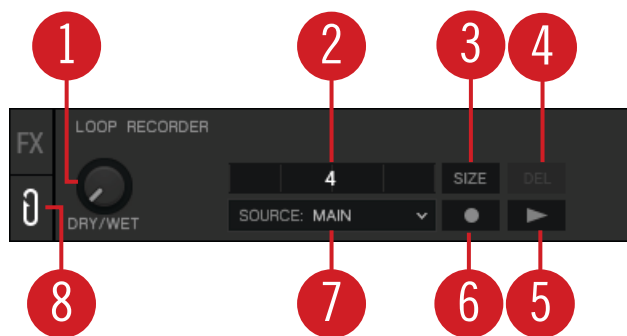 1 2 3 4
LOOP RECORDER
FX
4 SIZE DEL
SOURCE: MAIN
DRY/WET
8 7 6 5